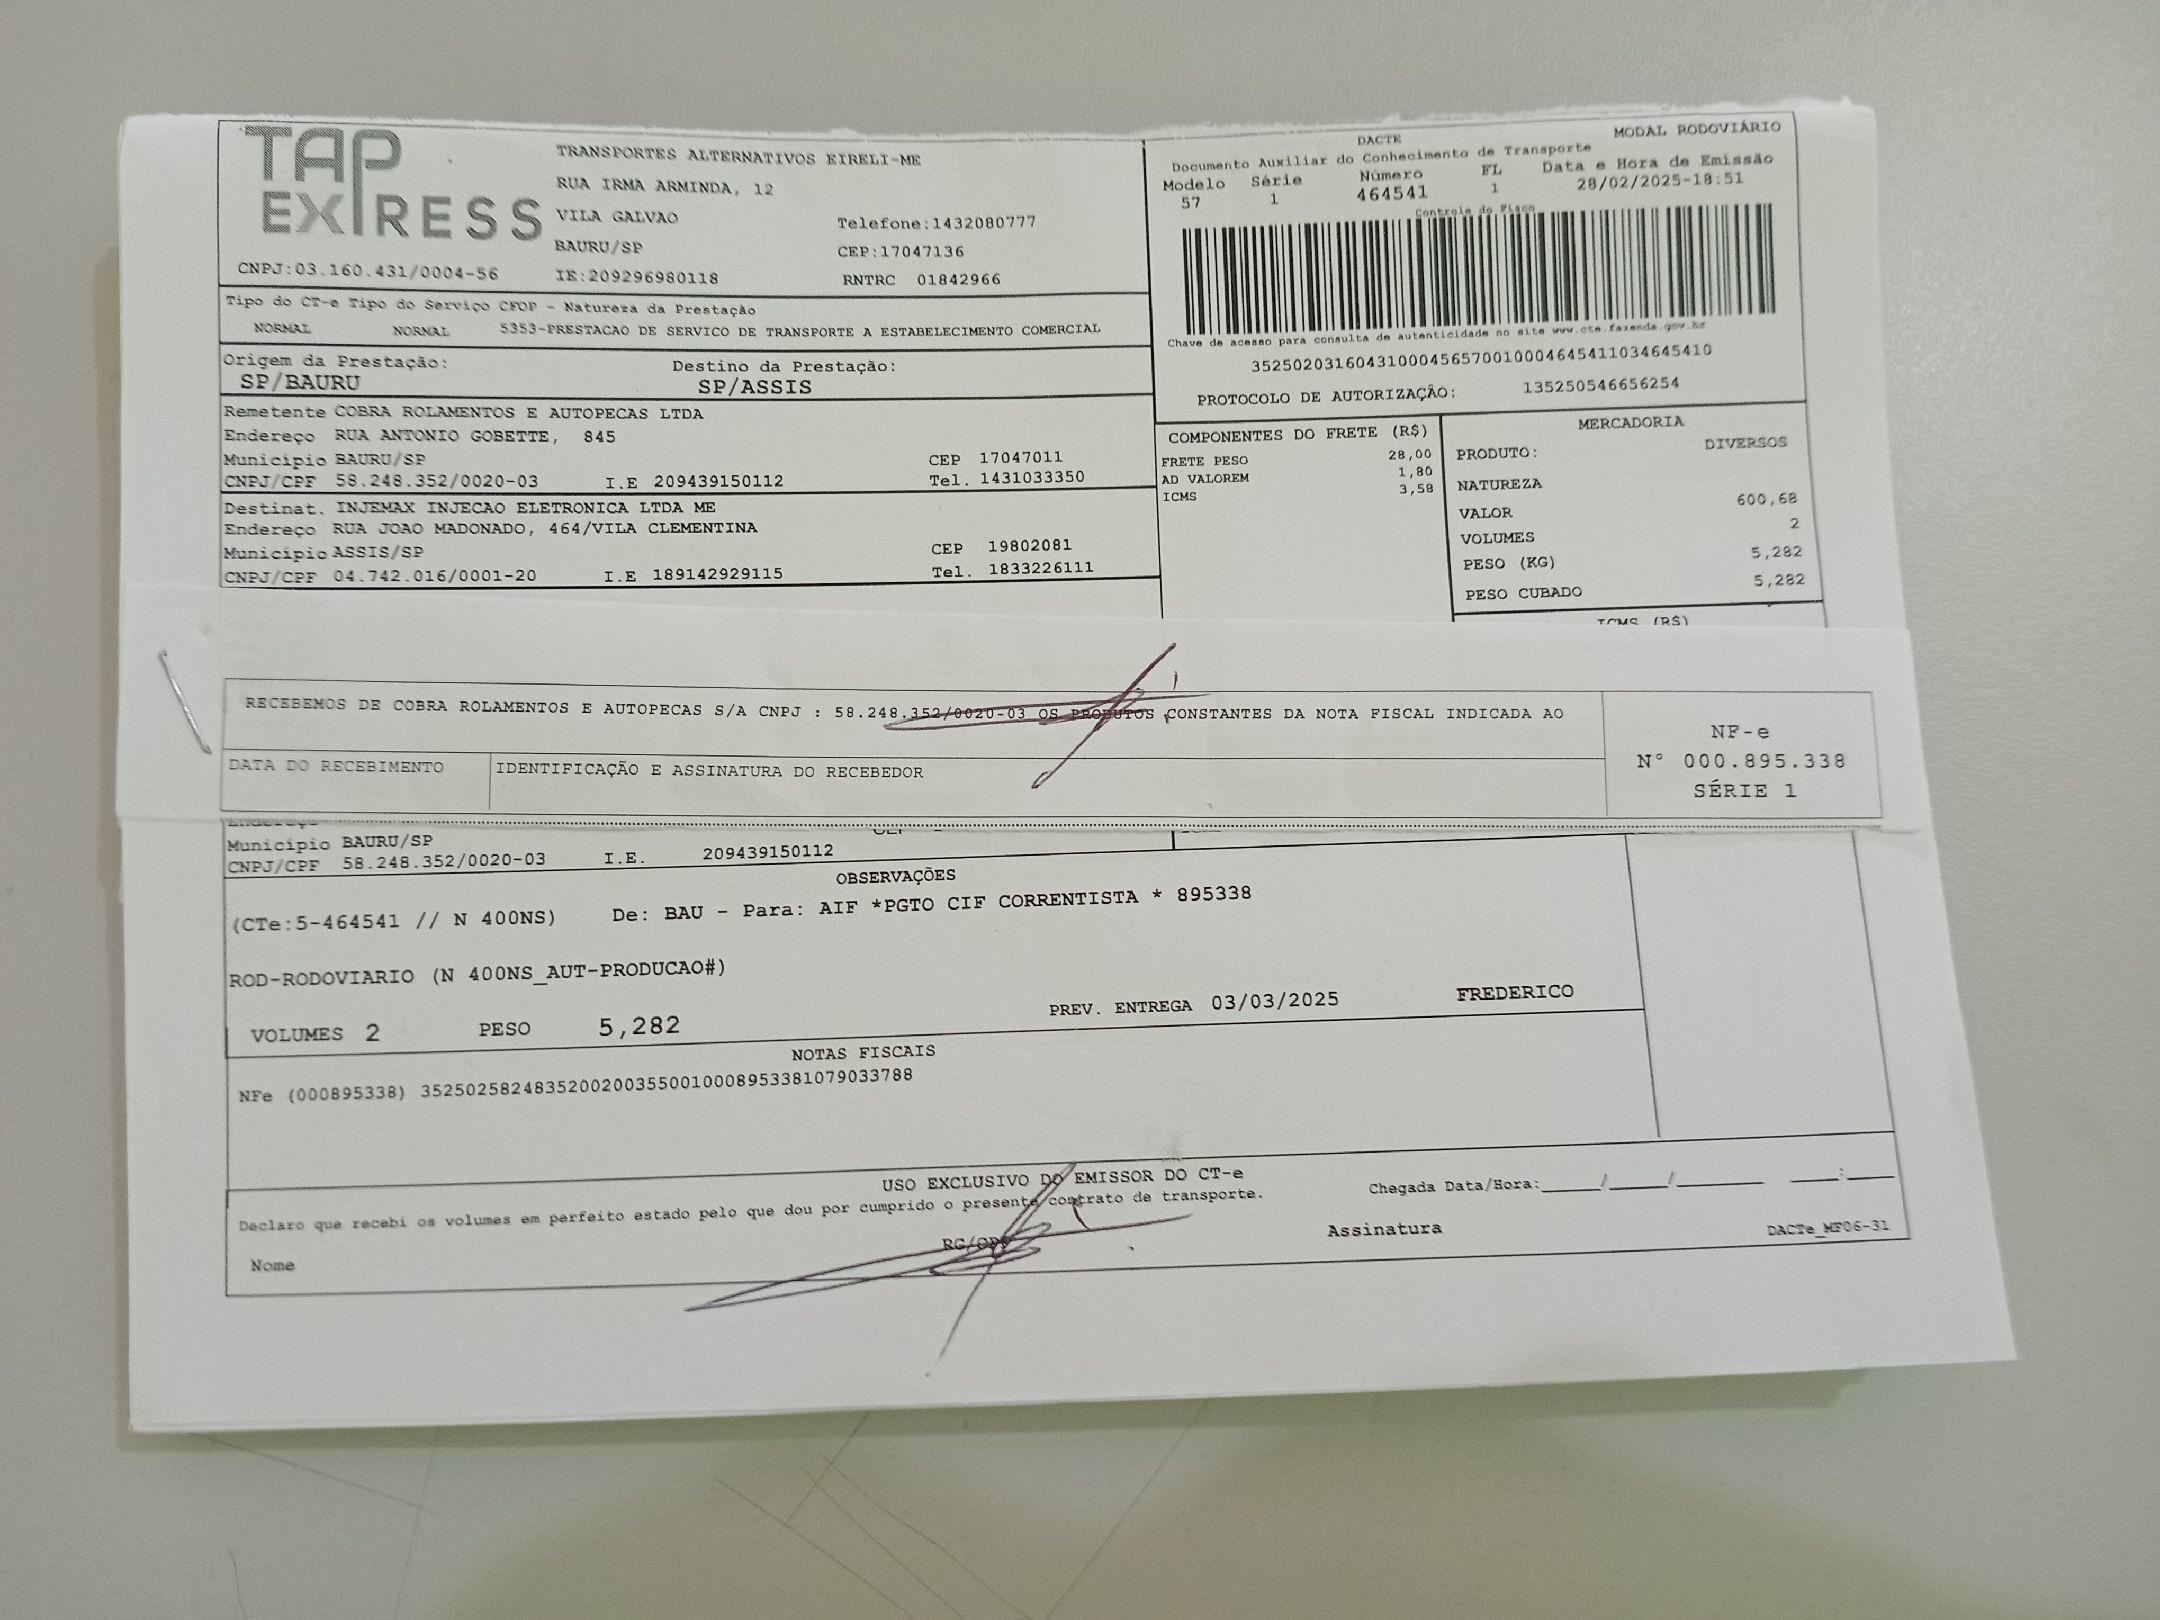 TAP
EXPRESS
TRANSPORTES ALTERNATIVOS EIRELI-ME
RUA IRMA ARMINDA, 12
VILA GALVAO Telefone:1432080777
BAURU/SP CEP:17047136
CNPJ:03.160.431/0004-56 IE:209296980118 RNTRC 01842966
DACTE MODAL RODOVIÁRIO
Documento Auxiliar do Conhecimento de Transporte
Modelo Série Número FL Data e Hora de Emissão
57 1 464541 1 28/02/2025-18:51
Controle do Fisco
Chave de acesso para consulta de autenticidade no site www.cte.fazenda.gov.br
35250203160431000456570010004645411034645410
PROTOCOLO DE AUTORIZAÇÃO: 135250546656254
Tipo do CT-e Tipo do Serviço CFOP - Natureza da Prestação
NORMAL NORMAL 5353-PRESTACAO DE SERVICO DE TRANSPORTE A ESTABELECIMENTO COMERCIAL
Origem da Prestação: Destino da Prestação:
SP/BAURU SP/ASSIS
Remetente COBRA ROLAMENTOS E AUTOPECAS LTDA
Endereço RUA ANTONIO GOBETTE, 845
Município BAURU/SP CEP 17047011
CNPJ/CPF 58.248.352/0020-03 I.E 209439150112 Tel. 1431033350
Destinat. INJEMAX INJECAO ELETRONICA LTDA ME
Endereço RUA JOAO MADONADO, 464/VILA CLEMENTINA
Município ASSIS/SP CEP 19802081
CNPJ/CPF 04.742.016/0001-20 I.E 189142929115 Tel. 1833226111
COMPONENTES DO FRETE (R$)
FRETE PESO 28,00
AD VALOREM 1,80
ICMS 3,58
MERCADORIA
PRODUTO: DIVERSOS
NATUREZA
VALOR 600,68
VOLUMES 2
PESO (KG) 5,282
PESO CUBADO 5,282
ICMS (R$)
RECEBEMOS DE COBRA ROLAMENTOS E AUTOPECAS S/A CNPJ : 58.248.352/0020-03 OS PRODUTOS CONSTANTES DA NOTA FISCAL INDICADA AO
DATA DO RECEBIMENTO IDENTIFICAÇÃO E ASSINATURA DO RECEBEDOR
NF-e
N° 000.895.338
SÉRIE 1
Endereço
Município BAURU/SP
CNPJ/CPF 58.248.352/0020-03 I.E. 209439150112
OBSERVAÇÕES
(CTe:5-464541 // N 400NS) De: BAU - Para: AIF *PGTO CIF CORRENTISTA * 895338
ROD-RODOVIARIO (N 400NS_AUT-PRODUCAO#)
VOLUMES 2 PESO 5,282 PREV. ENTREGA 03/03/2025 FREDERICO
NOTAS FISCAIS
NFe (000895338) 35250258248352002003550010008953381079033788
USO EXCLUSIVO DO EMISSOR DO CT-e
Declaro que recebi os volumes em perfeito estado pelo que dou por cumprido o presente contrato de transporte.
Chegada Data/Hora:_____/_____/_______ ____:____
Nome RG/CPF Assinatura DACTe_MF06-31